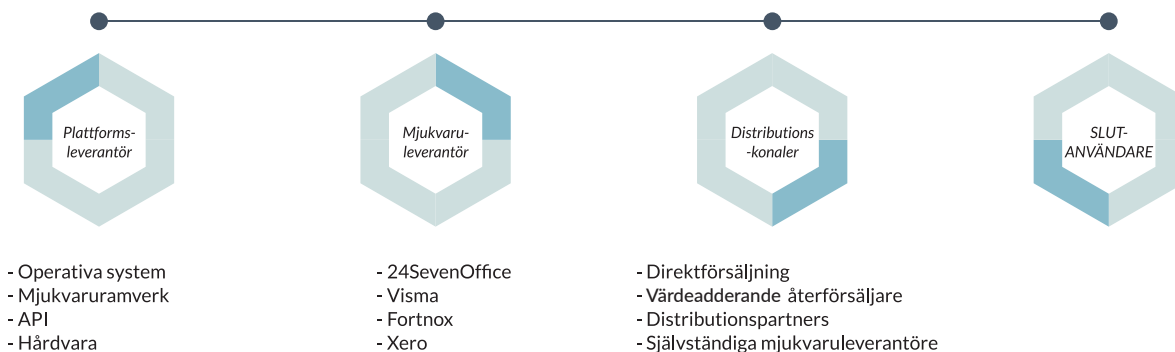 Plattforms-
leverantör
Mjukvaru-
leverantör
Distributions
-konaler
SLUT-
ANVÄNDARE
- Operativa system
- Mjukvaruramverk
- API
- Hårdvara
- 24SevenOffice
- Visma
- Fortnox
- Xero
- Direktförsäljning
- Värdeadderande återförsäljare
- Distributionspartners
- Självständiga mjukvaruleverantöre